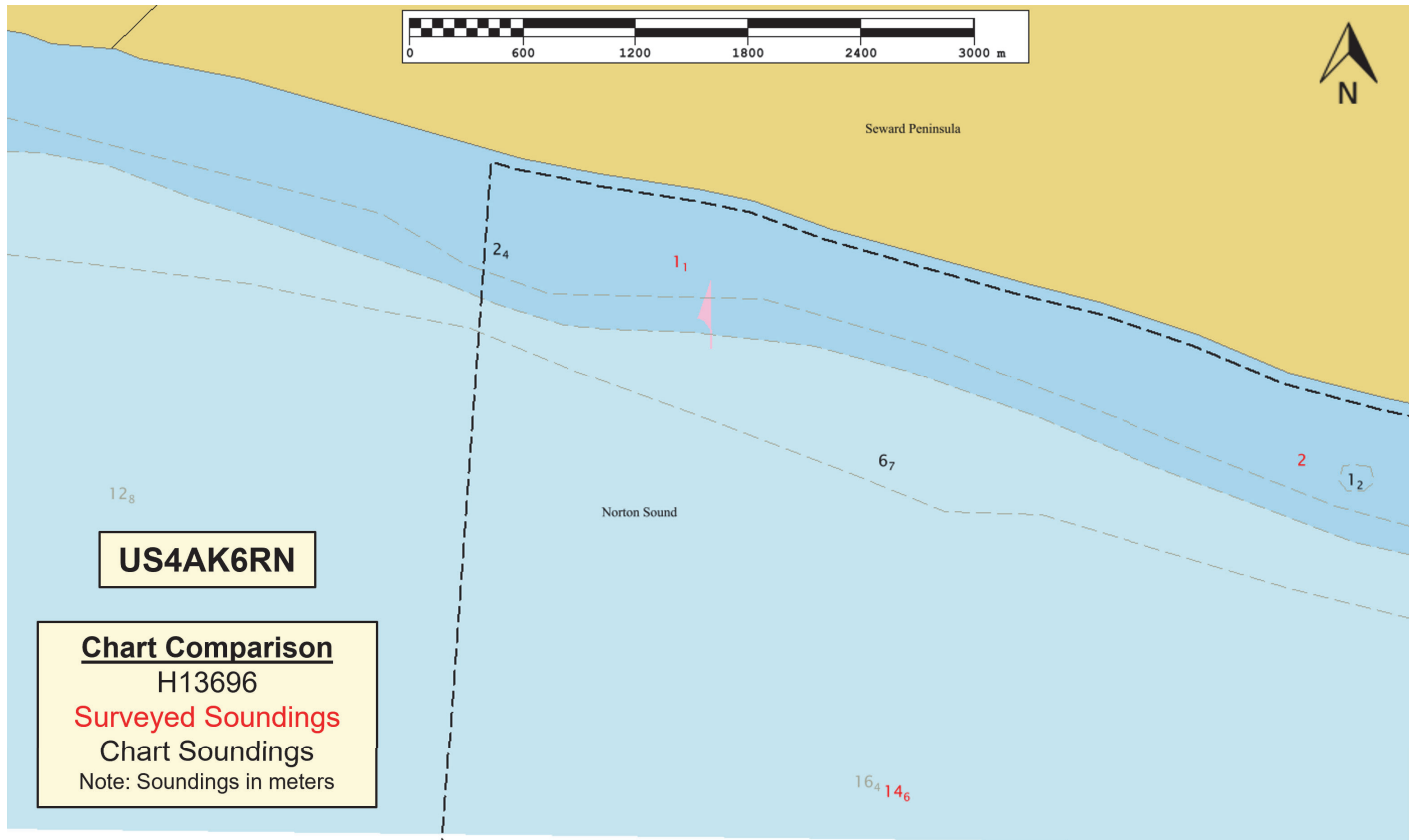 0 600 1200 1800 2400 3000 m
N
Seward Peninsula
2₄
1₁
2
1₂
6₇
12₈
Norton Sound
US4AK6RN
Chart Comparison
H13696
Surveyed Soundings
Chart Soundings
Note: Soundings in meters
16₄ 14₆